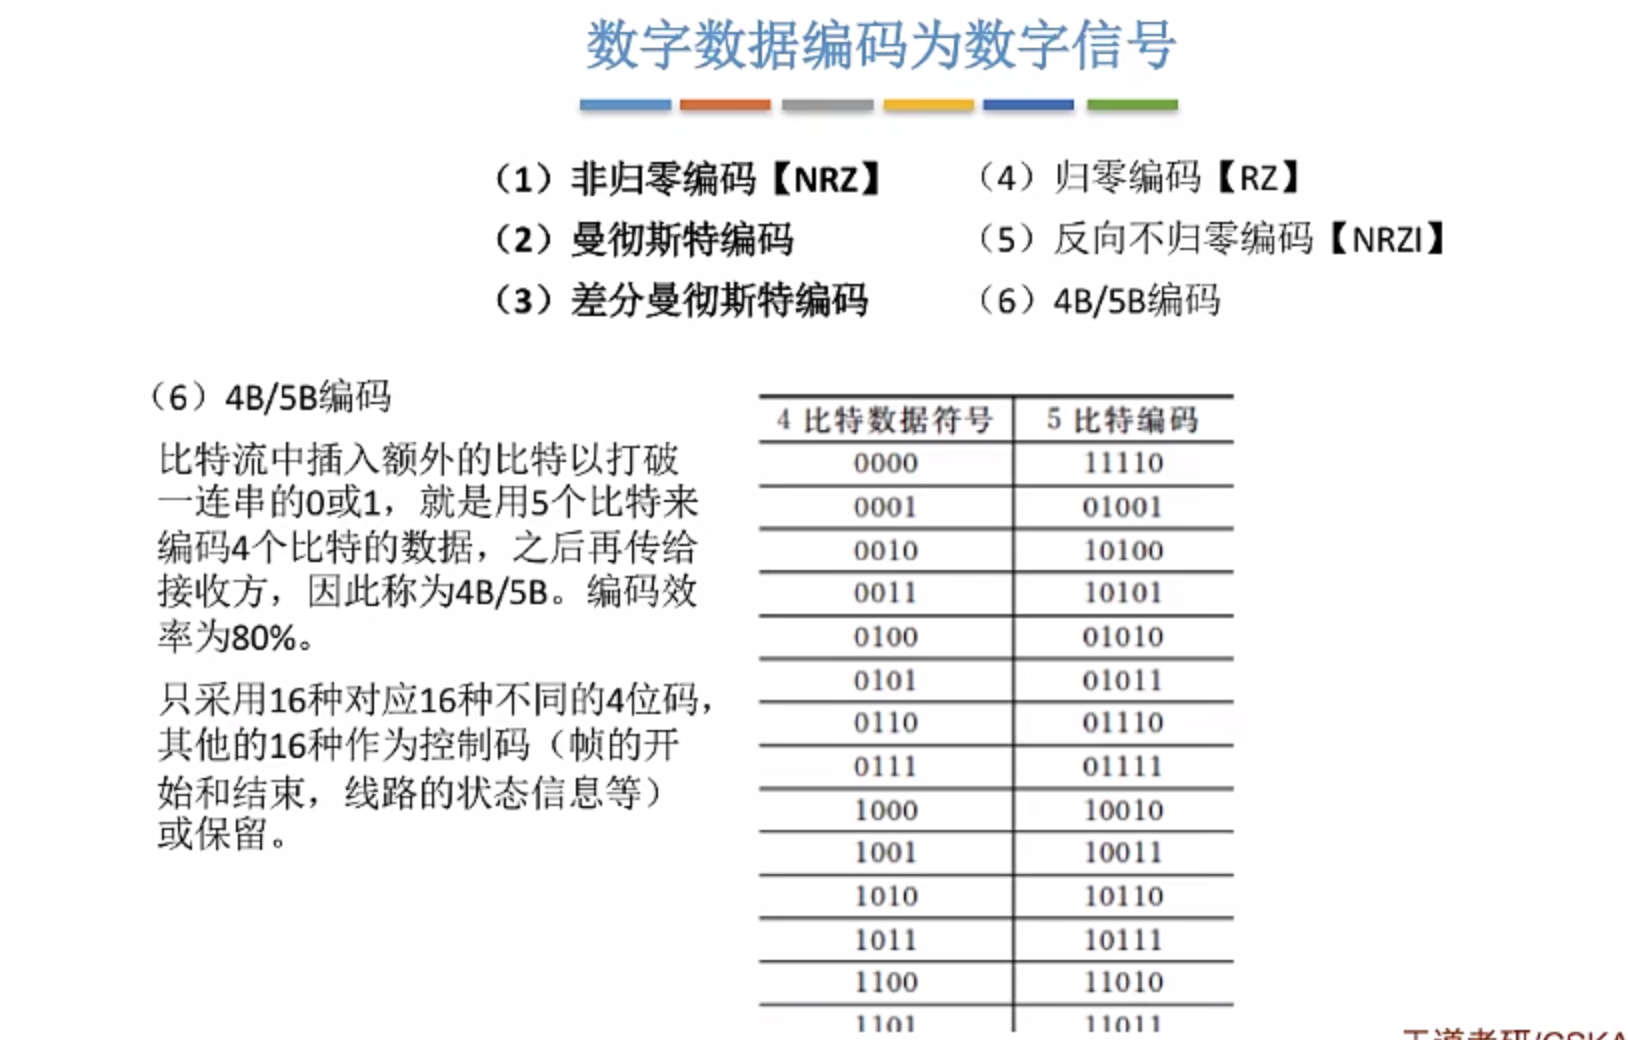 数字数据编码为数字信号
（1）非归零编码【NRZ】
（4）归零编码【RZ】
（2）曼彻斯特编码
（5）反向不归零编码【NRZI】
（3）差分曼彻斯特编码
（6）4B/5B编码
（6）4B/5B编码
比特流中插入额外的比特以打破
一连串的0或1，就是用5个比特来
编码4个比特的数据，之后再传给
接收方，因此称为4B/5B。编码效
率为80%。
只采用16种对应16种不同的4位码，
其他的16种作为控制码（帧的开
始和结束，线路的状态信息等）
或保留。
4 比特数据符号 5 比特编码
0000 11110
0001 01001
0010 10100
0011 10101
0100 01010
0101 01011
0110 01110
0111 01111
1000 10010
1001 10011
1010 10110
1011 10111
1100 11010
1101 11011